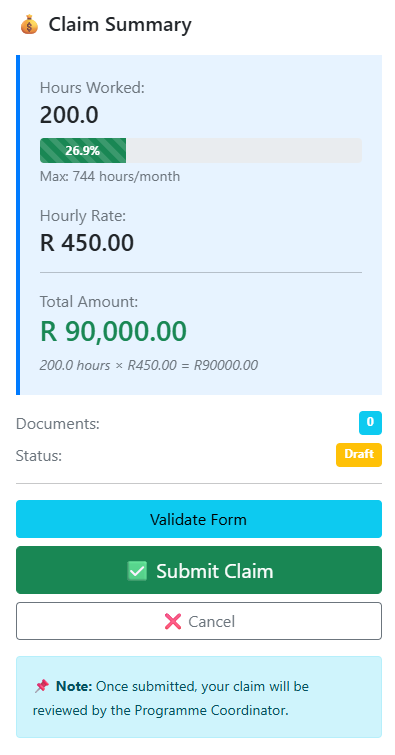 💰 Claim Summary
Hours Worked:
200.0
26.9%
Max: 744 hours/month
Hourly Rate:
R 450.00
Total Amount:
R 90,000.00
200.0 hours × R450.00 = R90000.00
Documents: 0
Status: Draft
Validate Form
✅ Submit Claim
❌ Cancel
📌 Note: Once submitted, your claim will be
reviewed by the Programme Coordinator.